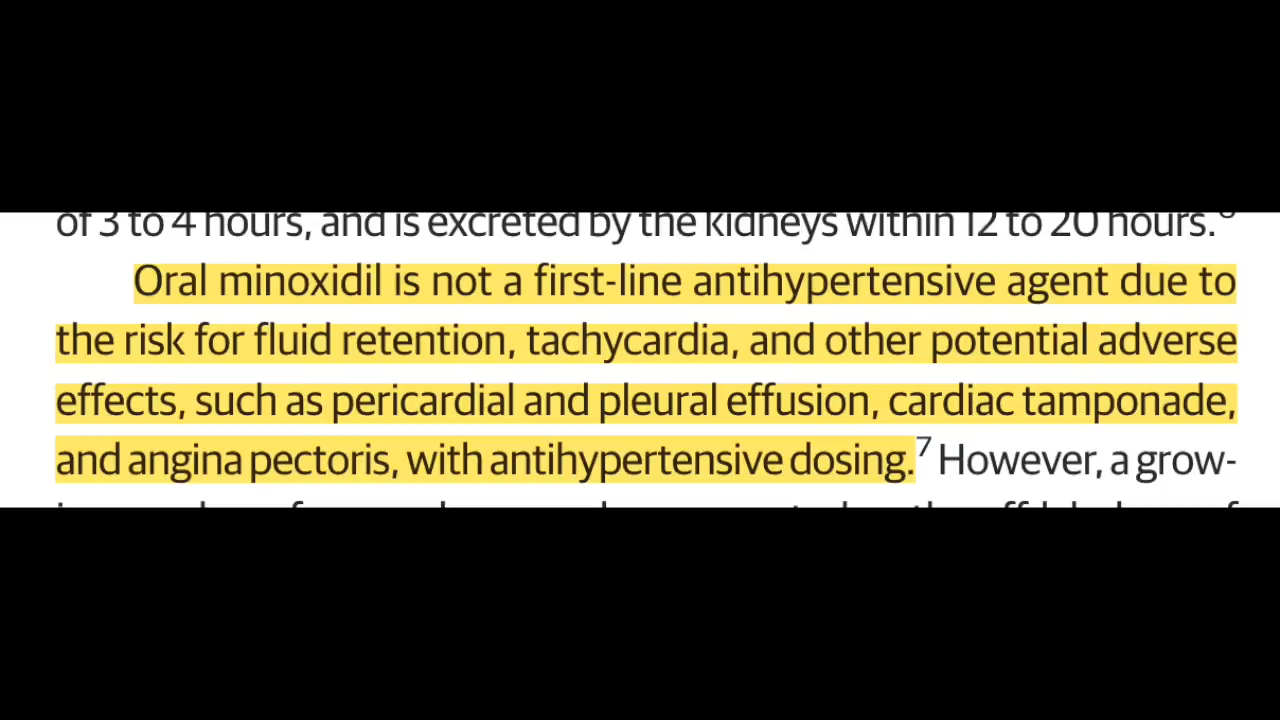 of 3 to 4 hours, and is excreted by the kidneys within 12 to 20 hours.
Oral minoxidil is not a first-line antihypertensive agent due to
the risk for fluid retention, tachycardia, and other potential adverse
effects, such as pericardial and pleural effusion, cardiac tamponade,
and angina pectoris, with antihypertensive dosing.7 However, a grow-